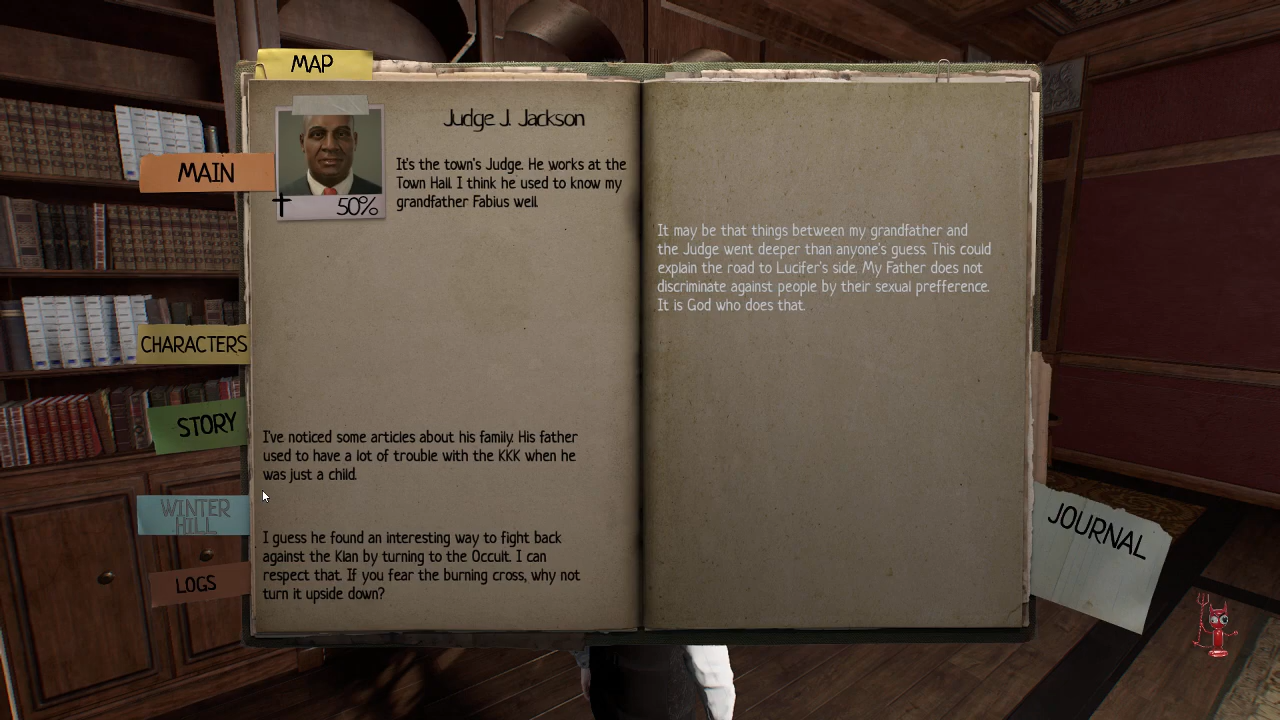 MAP
MAIN
Judge J. Jackson
It's the town's Judge. He works at the
Town Hall. I think he used to know my
grandfather Fabius well.
50%
It may be that things between my grandfather and
the Judge went deeper than anyone's guess. This could
explain the road to Lucifer's side. My Father does not
discriminate against people by their sexual prefference.
It is God who does that.
CHARACTERS
STORY
I've noticed some articles about his family. His father
used to have a lot of trouble with the KKK when he
was just a child.
WINTER
HILL
I guess he found an interesting way to fight back
against the Klan by turning to the Occult. I can
respect that. If you fear the burning cross, why not
turn it upside down?
LOGS
JOURNAL